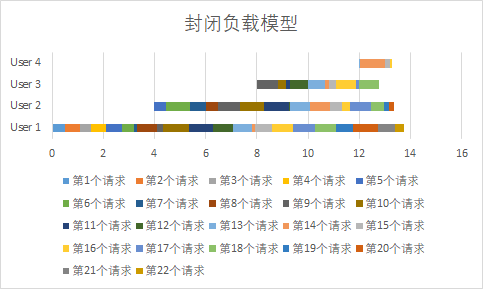 封闭负载模型
User 4
User 3
User 2
User 1
0 2 4 6 8 10 12 14 16
第1个请求 第2个请求 第3个请求 第4个请求 第5个请求
第6个请求 第7个请求 第8个请求 第9个请求 第10个请求
第11个请求 第12个请求 第13个请求 第14个请求 第15个请求
第16个请求 第17个请求 第18个请求 第19个请求 第20个请求
第21个请求 第22个请求